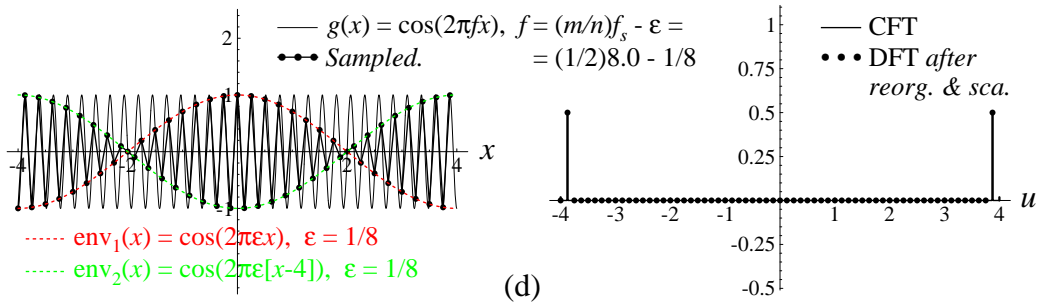 g(x) = cos(2πfx), f = (m/n)fs - ε =
Sampled. = (1/2)8.0 - 1/8
2
1
-1
-4 -2 2 4 x
env1(x) = cos(2πεx), ε = 1/8
env2(x) = cos(2πε[x-4]), ε = 1/8
1
0.75
0.5
0.25
-0.25
-0.5
CFT
DFT after
reorg. & sca.
-4 -3 -2 -1 1 2 3 4 u
(d)